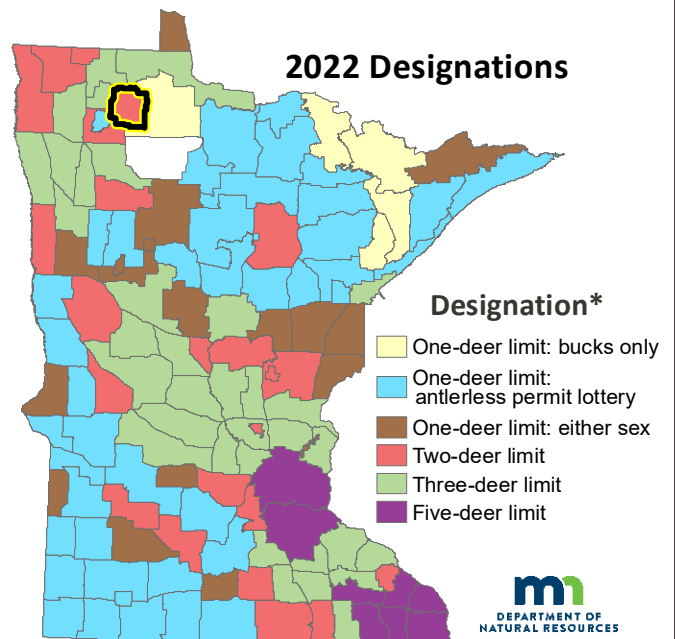 2022 Designations
Designation*
One-deer limit: bucks only
One-deer limit:
antlerless permit lottery
One-deer limit: either sex
Two-deer limit
Three-deer limit
Five-deer limit
mn
DEPARTMENT OF
NATURAL RESOURCES